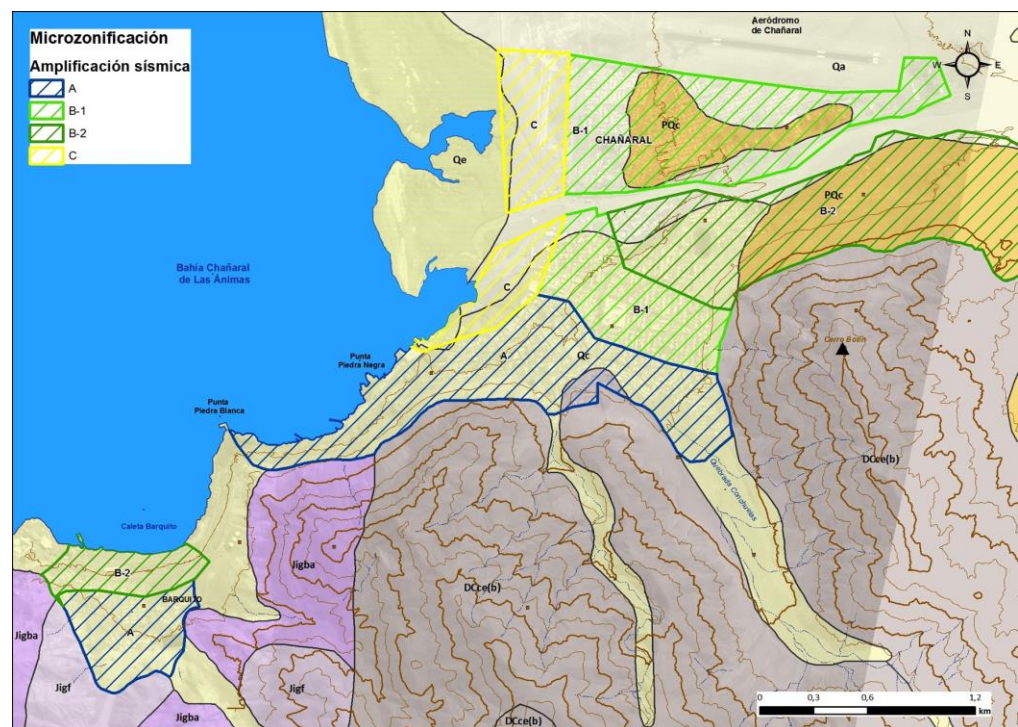 Microzonificación
Amplificación sísmica
A
B-1
B-2
C
Aeródromo
de Chañaral
N
W
E
S
Qa
C
B-1
PQc
CHAÑARAL
Qe
PQc
B-2
Bahía Chañaral
de Las Ánimas
C
B-1
Cerro Bolín
A
Qc
Punta
Piedra Negra
Punta
Piedra Blanca
DCce(b)
Quebrada Conchuelas
Caleta Barquito
B-2
Jigba
DCce(b)
BARQUITO
A
Jigba
Jigf
Jigf
Jigba
DCce(b)
0
0,3
0,6
1,2
km